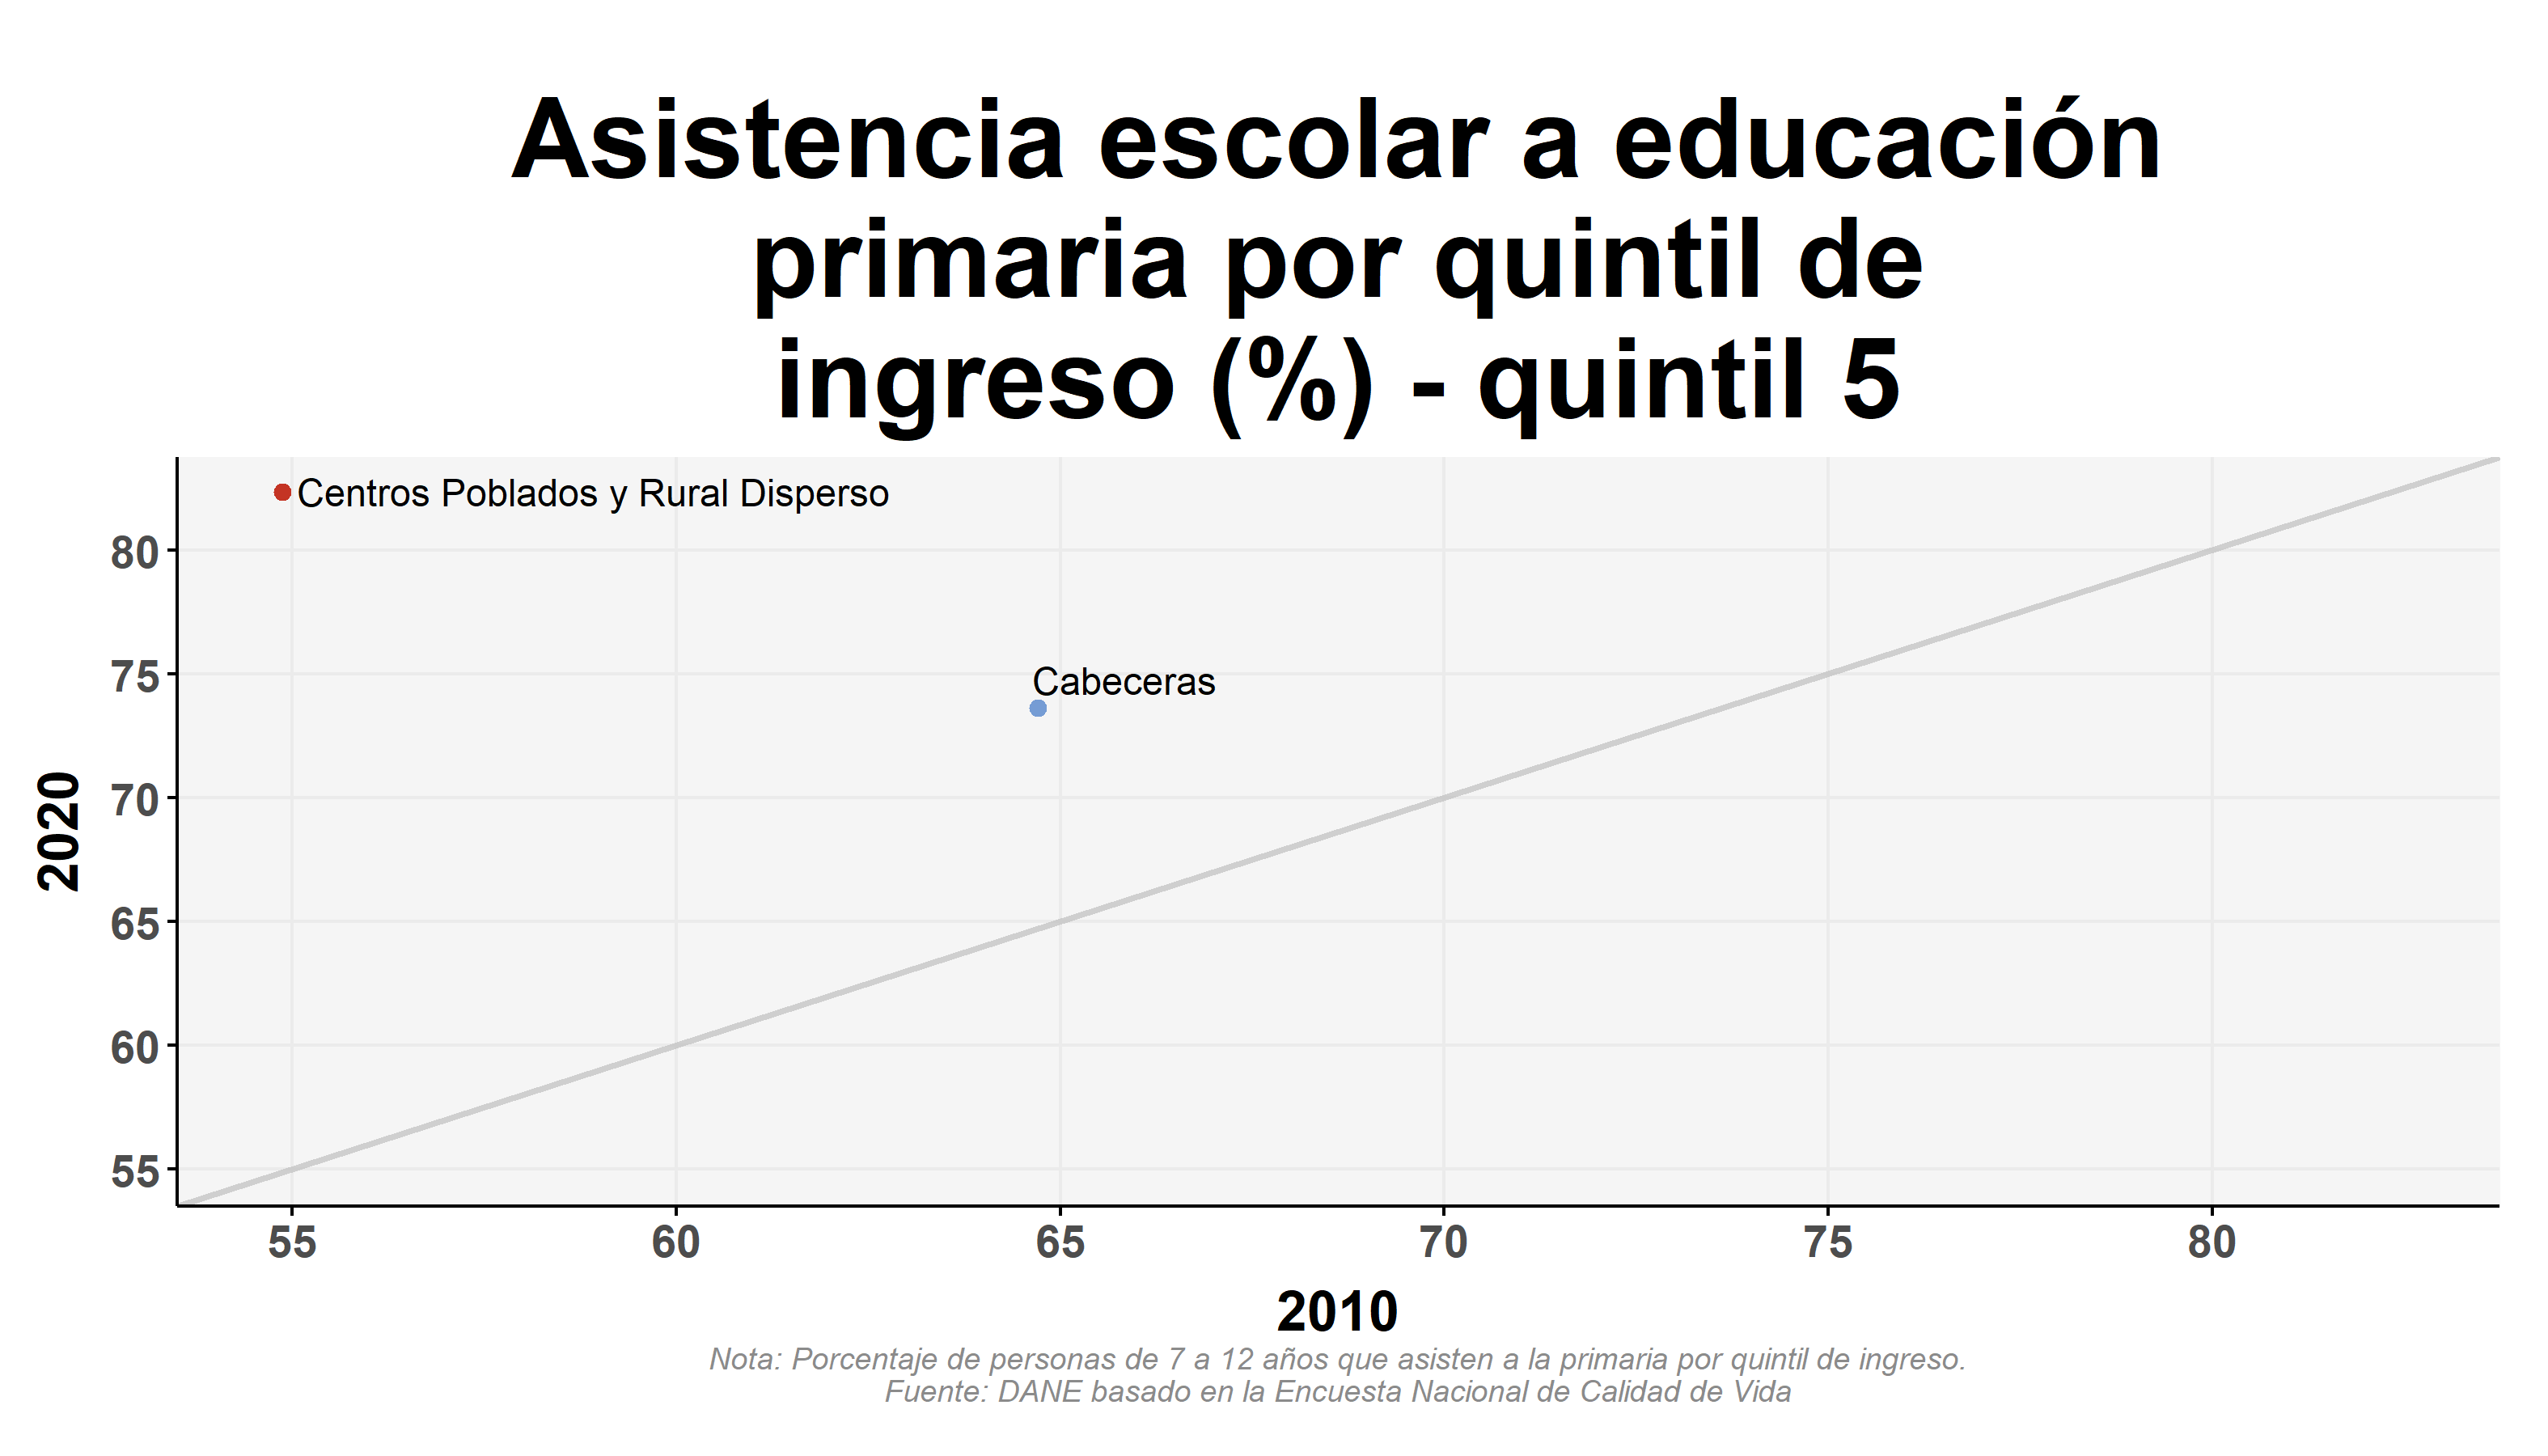 Asistencia escolar a educación
primaria por quintil de
ingreso (%) - quintil 5
Centros Poblados y Rural Disperso
Cabeceras
2020
80
75
70
65
60
55
55
60
65
70
75
80
2010
Nota: Porcentaje de personas de 7 a 12 años que asisten a la primaria por quintil de ingreso.
Fuente: DANE basado en la Encuesta Nacional de Calidad de Vida